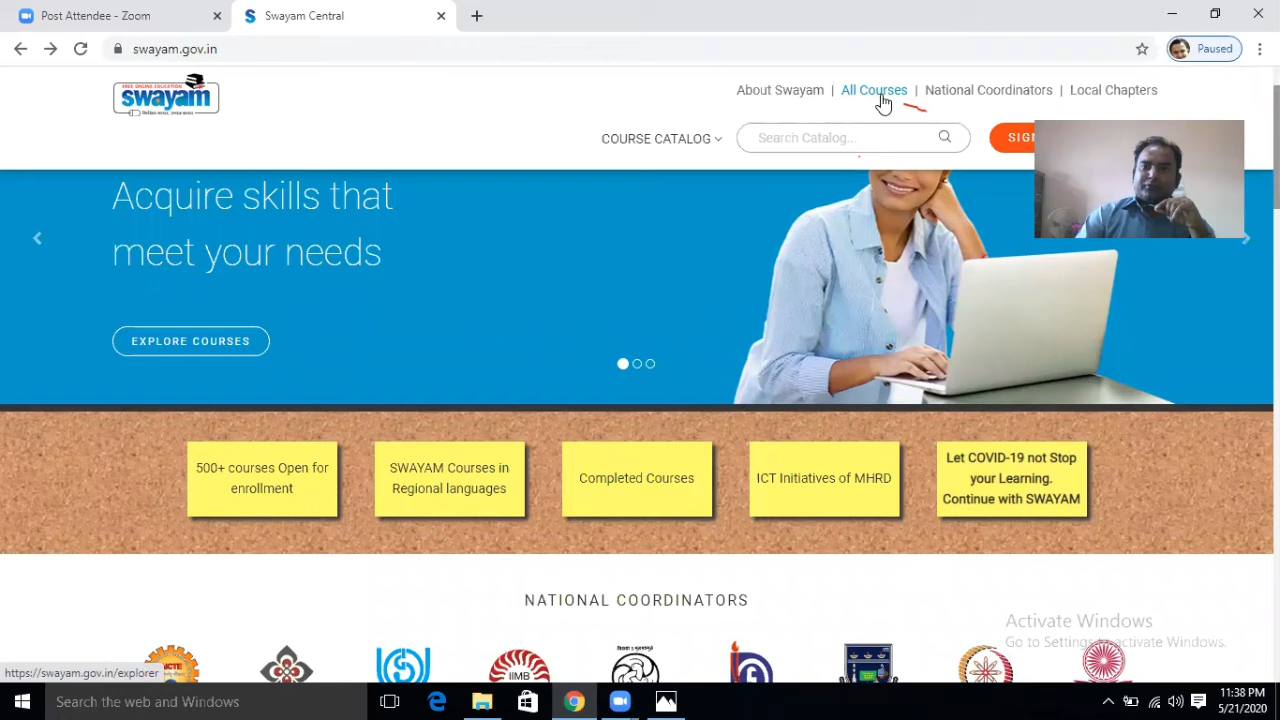 Post Attendee - Zoom
Swayam Central
swayam.gov.in
Paused
FREE ONLINE EDUCATION
swayam
About Swayam | All Courses | National Coordinators | Local Chapters
COURSE CATALOG
Search Catalog...
SIGN
Acquire skills that
meet your needs
EXPLORE COURSES
500+ courses Open for
enrollment
SWAYAM Courses in
Regional languages
Completed Courses
ICT Initiatives of MHRD
Let COVID-19 not Stop
your Learning.
Continue with SWAYAM
NATIONAL COORDINATORS
Activate Windows
Go to Settings to activate Windows.
IIMB
https://swayam.gov.in/explorer
Search the web and Windows
11:38 PM
5/21/2020